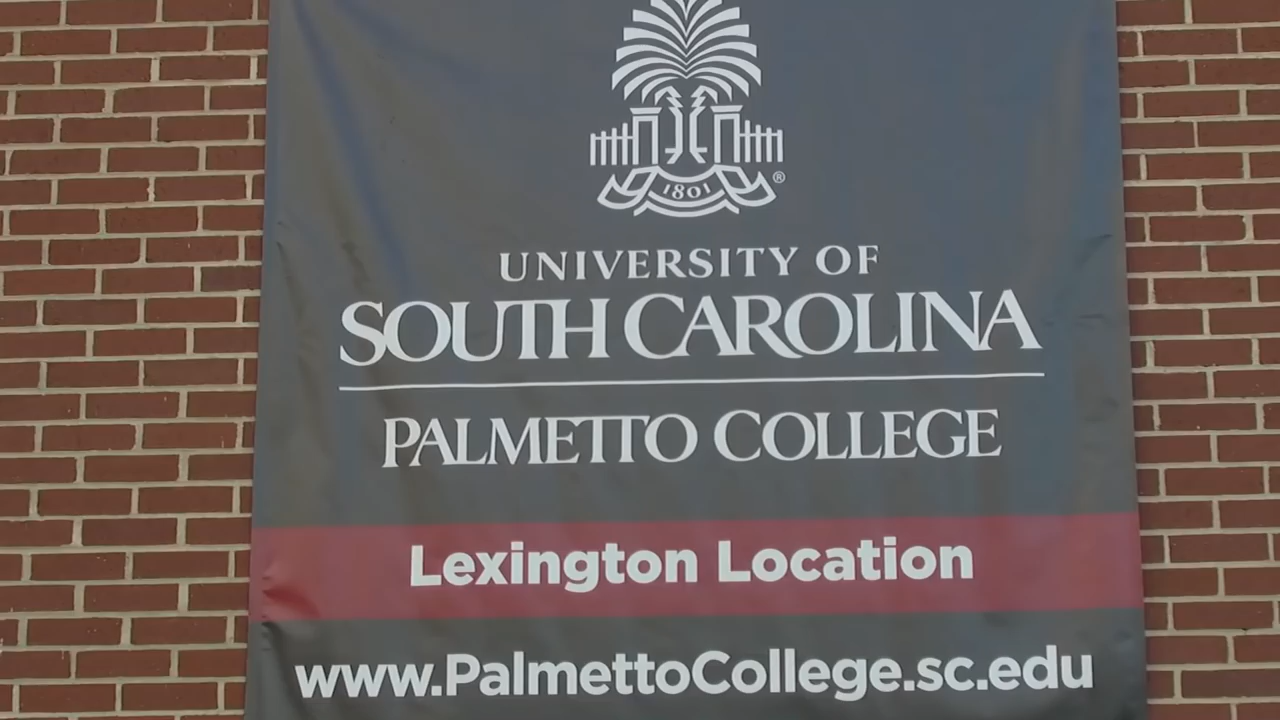 1801 ®
UNIVERSITY OF
SOUTH CAROLINA
PALMETTO COLLEGE
Lexington Location
www.PalmettoCollege.sc.edu